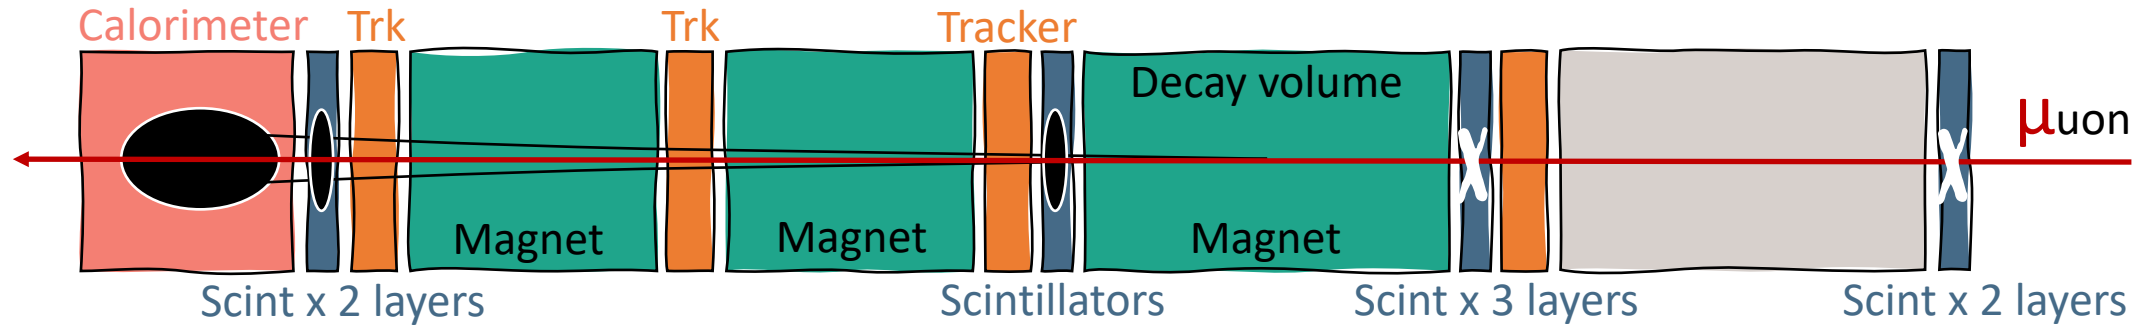 Calorimeter Trk Trk Tracker
Decay volume
μuon
Magnet Magnet Magnet
Scint x 2 layers Scintillators Scint x 3 layers Scint x 2 layers